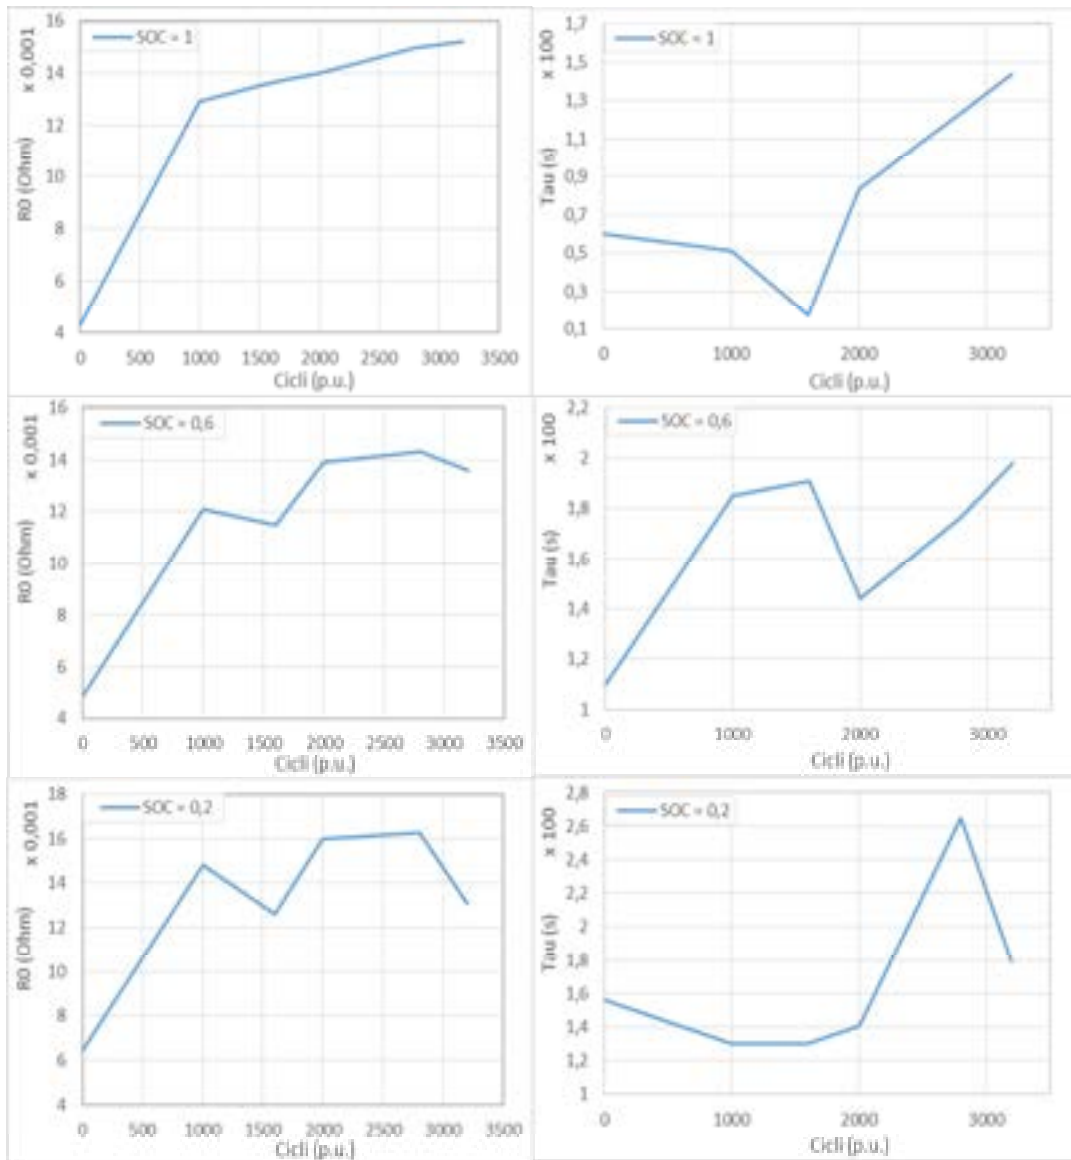 SOC = 1
x 0,001
R0 (Ohm)
16
14
12
10
8
6
4
0 500 1000 1500 2000 2500 3000 3500
Cicli (p.u.)
SOC = 1
x 100
Tau (s)
1,7
1,5
1,3
1,1
0,9
0,7
0,5
0,3
0,1
0 1000 2000 3000
Cicli (p.u.)
SOC = 0,6
x 0,001
R0 (Ohm)
16
14
12
10
8
6
4
0 500 1000 1500 2000 2500 3000 3500
Cicli (p.u.)
SOC = 0,6
x 100
Tau (s)
2,2
2
1,8
1,6
1,4
1,2
1
0 1000 2000 3000
Cicli (p.u.)
SOC = 0,2
x 0,001
R0 (Ohm)
18
16
14
12
10
8
6
4
0 500 1000 1500 2000 2500 3000 3500
Cicli (p.u.)
SOC = 0,2
x 100
Tau (s)
2,8
2,6
2,4
2,2
2
1,8
1,6
1,4
1,2
1
0 1000 2000 3000
Cicli (p.u.)